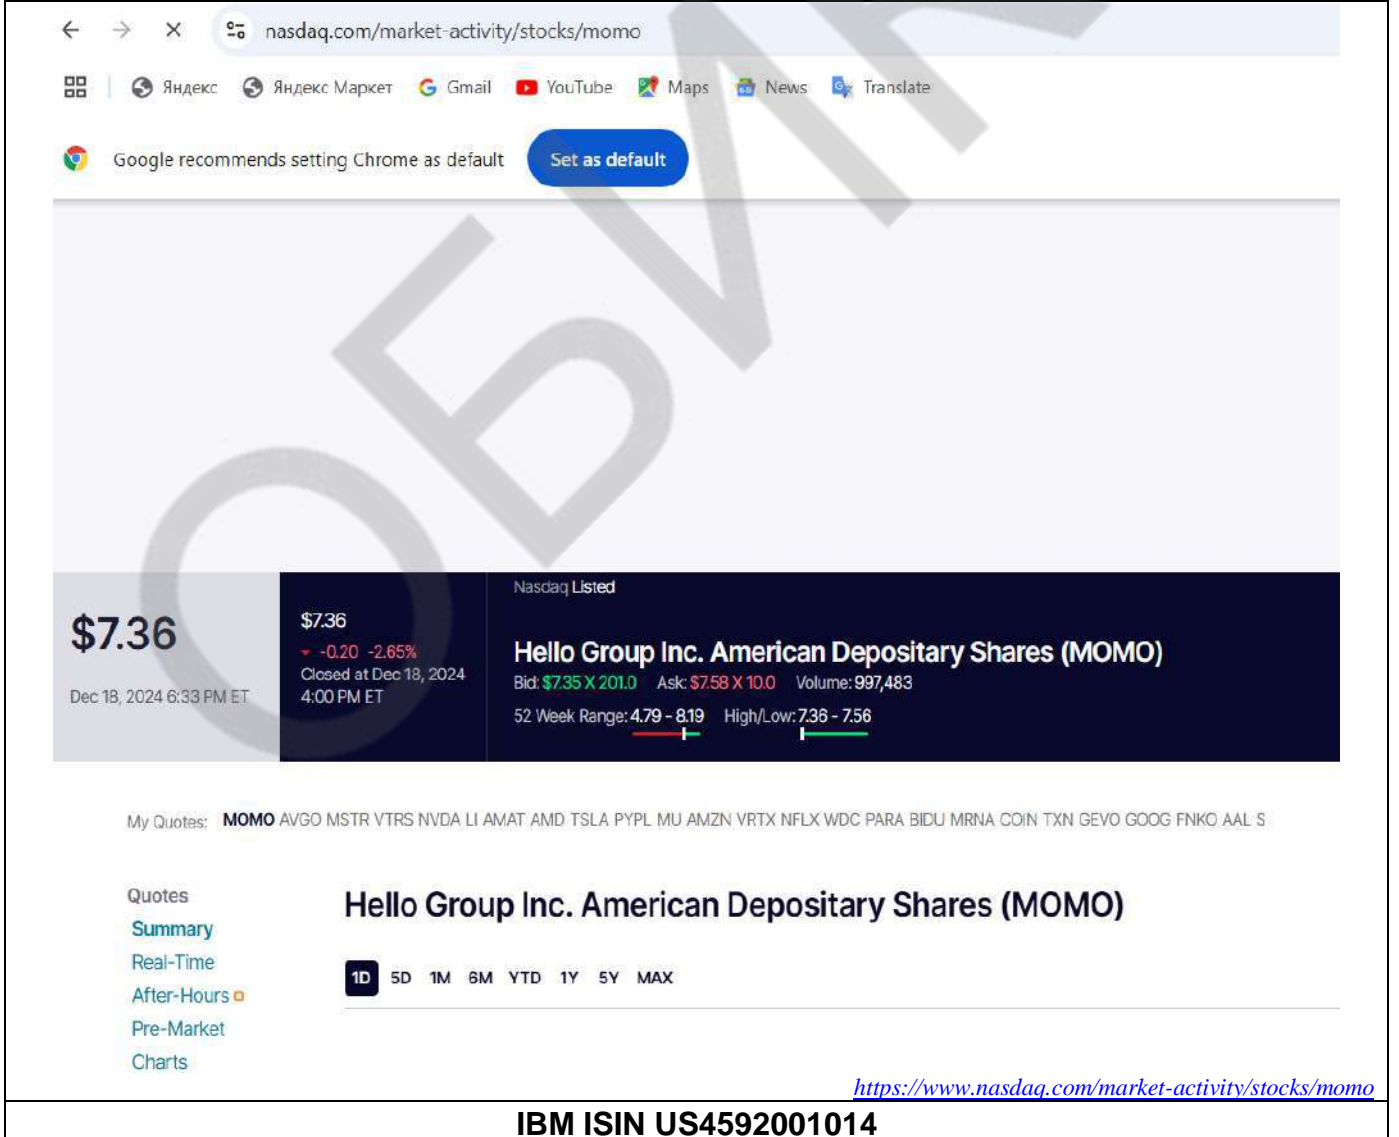 nasdaq.com/market-activity/stocks/momo
Яндекс Яндекс Маркет Gmail YouTube Maps News Translate
Google recommends setting Chrome as default Set as default
ОБИК
Nasdaq Listed
$7.36
Dec 18, 2024 6:33 PM ET
$7.36
-0.20 -2.65%
Closed at Dec 18, 2024
4:00 PM ET
Hello Group Inc. American Depositary Shares (MOMO)
Bid: $7.35 X 201.0 Ask: $7.58 X 10.0 Volume: 997,483
52 Week Range: 4.79 - 8.19 High/Low: 7.36 - 7.56
My Quotes: MOMO AVGO MSTR VTRS NVDA LI AMAT AMD TSLA PYPL MU AMZN VRTX NFLX WDC PARA BIDU MRNA COIN TXN GEVO GOOG FNKO AAL S
Quotes
Summary
Real-Time
After-Hours
Pre-Market
Charts
Hello Group Inc. American Depositary Shares (MOMO)
1D 5D 1M 6M YTD 1Y 5Y MAX
https://www.nasdaq.com/market-activity/stocks/momo
IBM ISIN US4592001014